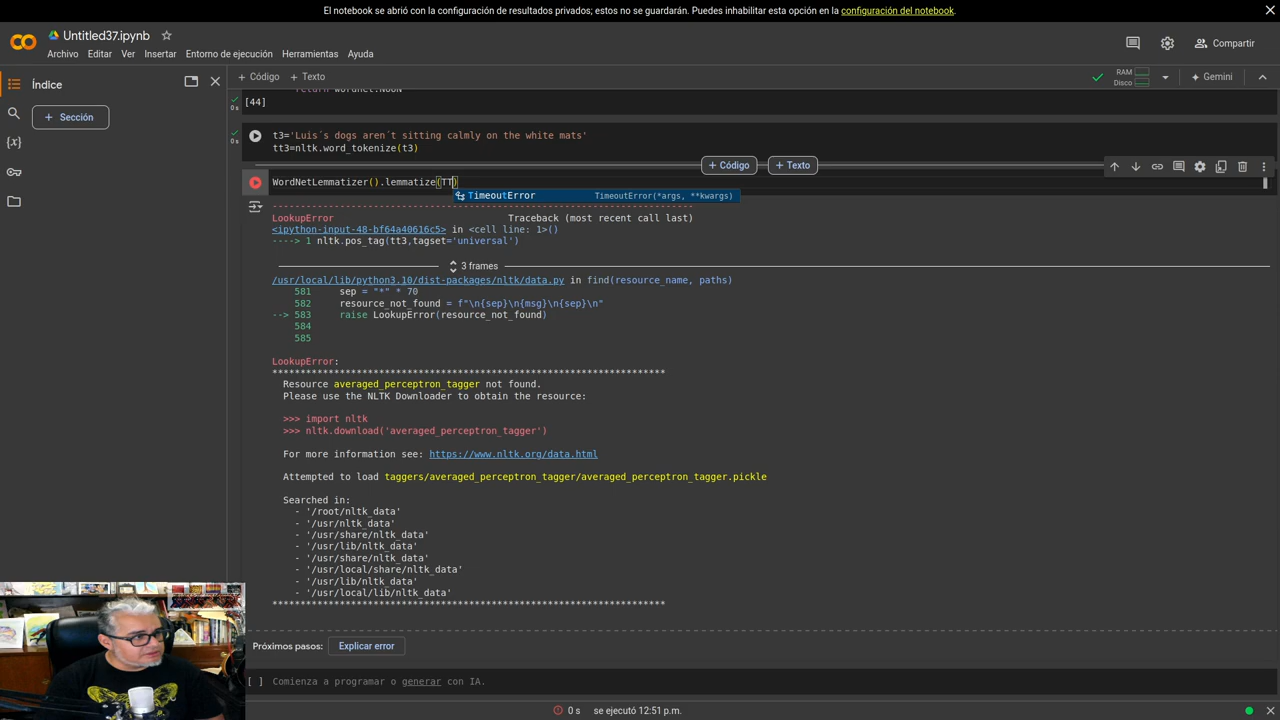 El notebook se abrió con la configuración de resultados privados; estos no se guardarán. Puedes inhabilitar esta opción en la configuración del notebook.
Untitled37.ipynb
Archivo Editar Ver Insertar Entorno de ejecución Herramientas Ayuda
Compartir
Índice
+ Código + Texto
RAM
Disco
Gemini
+ Sección
[44]
0 s
t3='Luis´s dogs aren´t sitting calmly on the white mats'
0 s
tt3=nltk.word_tokenize(t3)
+ Código + Texto
WordNetLemmatizer().lemmatize(TT)
TimeoutError TimeoutError(*args, **kwargs)
---------------------------------------------------------------------------
LookupError Traceback (most recent call last)
<ipython-input-48-bf64a40616c5> in <cell line: 1>()
----> 1 nltk.pos_tag(tt3,tagset='universal')
3 frames
/usr/local/lib/python3.10/dist-packages/nltk/data.py in find(resource_name, paths)
581 sep = "*" * 70
582 resource_not_found = f"\n{sep}\n{msg}\n{sep}\n"
--> 583 raise LookupError(resource_not_found)
584
585
LookupError:
**********************************************************************
Resource averaged_perceptron_tagger not found.
Please use the NLTK Downloader to obtain the resource:
>>> import nltk
>>> nltk.download('averaged_perceptron_tagger')
For more information see: https://www.nltk.org/data.html
Attempted to load taggers/averaged_perceptron_tagger/averaged_perceptron_tagger.pickle
Searched in:
- '/root/nltk_data'
- '/usr/nltk_data'
- '/usr/share/nltk_data'
- '/usr/lib/nltk_data'
- '/usr/share/nltk_data'
- '/usr/local/share/nltk_data'
- '/usr/lib/nltk_data'
- '/usr/local/lib/nltk_data'
**********************************************************************
Próximos pasos: Explicar error
[ ] Comienza a programar o generar con IA.
0 s se ejecutó 12:51 p.m.